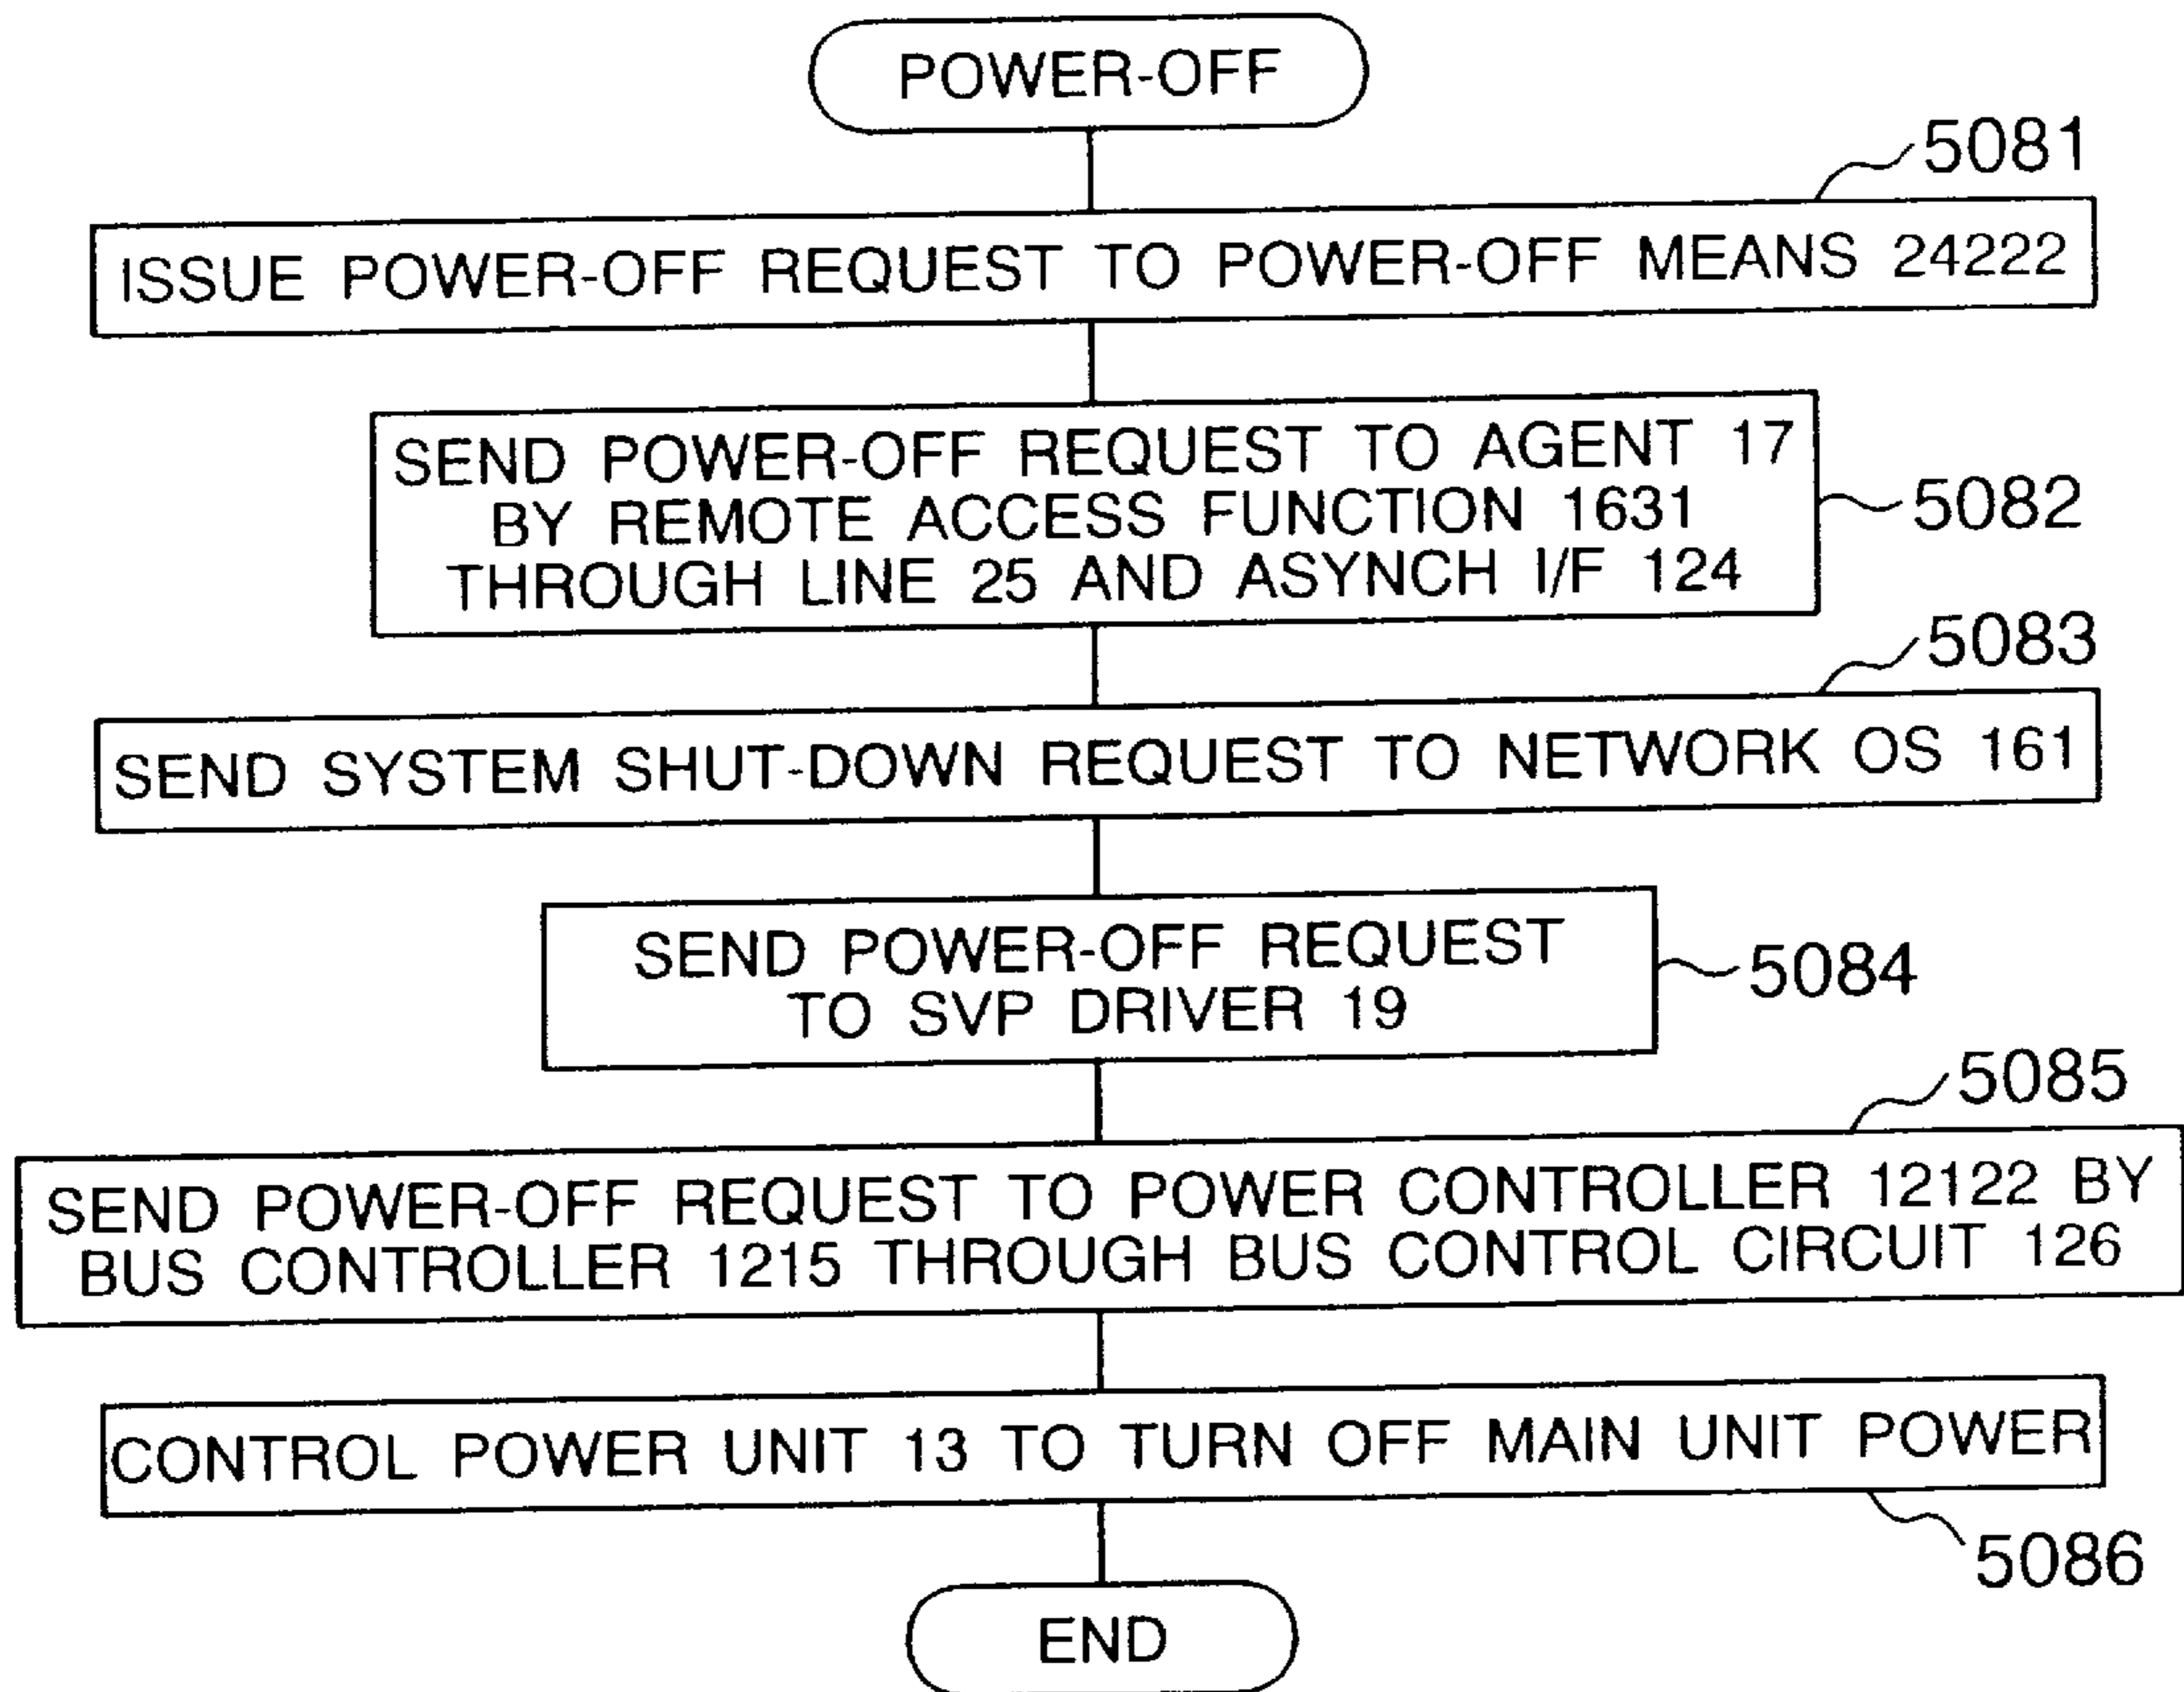 POWER-OFF
5081
ISSUE POWER-OFF REQUEST TO POWER-OFF MEANS 24222
SEND POWER-OFF REQUEST TO AGENT 17
BY REMOTE ACCESS FUNCTION 1631
THROUGH LINE 25 AND ASYNCH I/F 124
5082
5083
SEND SYSTEM SHUT-DOWN REQUEST TO NETWORK OS 161
SEND POWER-OFF REQUEST
TO SVP DRIVER 19
5084
5085
SEND POWER-OFF REQUEST TO POWER CONTROLLER 12122 BY
BUS CONTROLLER 1215 THROUGH BUS CONTROL CIRCUIT 126
CONTROL POWER UNIT 13 TO TURN OFF MAIN UNIT POWER
5086
END